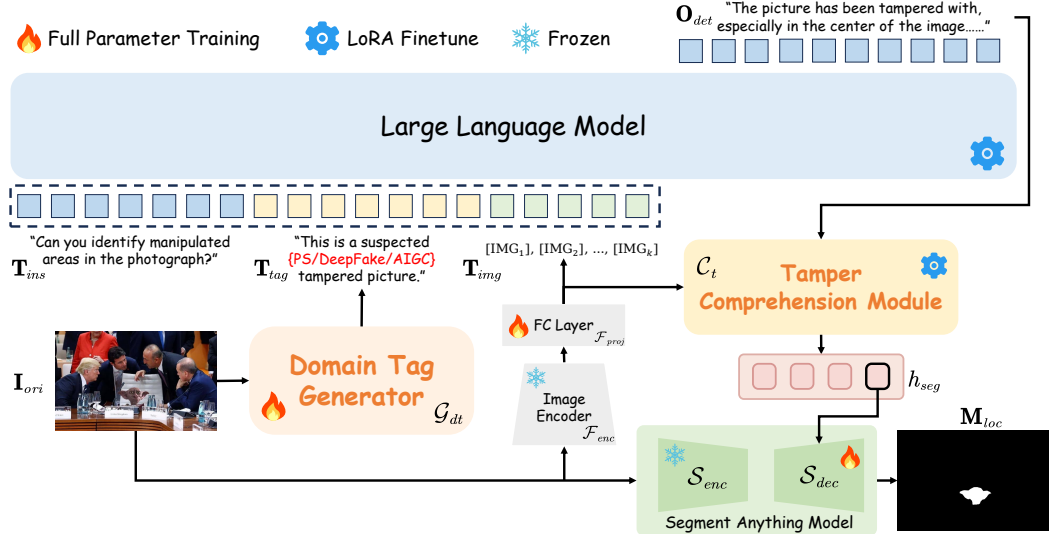 Full Parameter Training
LoRA Finetune
Frozen
O_det
"The picture has been tampered with,
especially in the center of the image......"
Large Language Model
T_ins
"Can you identify manipulated
areas in the photograph?"
T_tag
"This is a suspected
{PS/DeepFake/AIGC}
tampered picture."
T_img
[IMG_1], [IMG_2], ..., [IMG_k]
C_t
Tamper
Comprehension Module
FC Layer
F_proj
I_ori
Domain Tag
Generator
G_dt
Image
Encoder
F_enc
h_seg
S_enc
S_dec
Segment Anything Model
M_loc